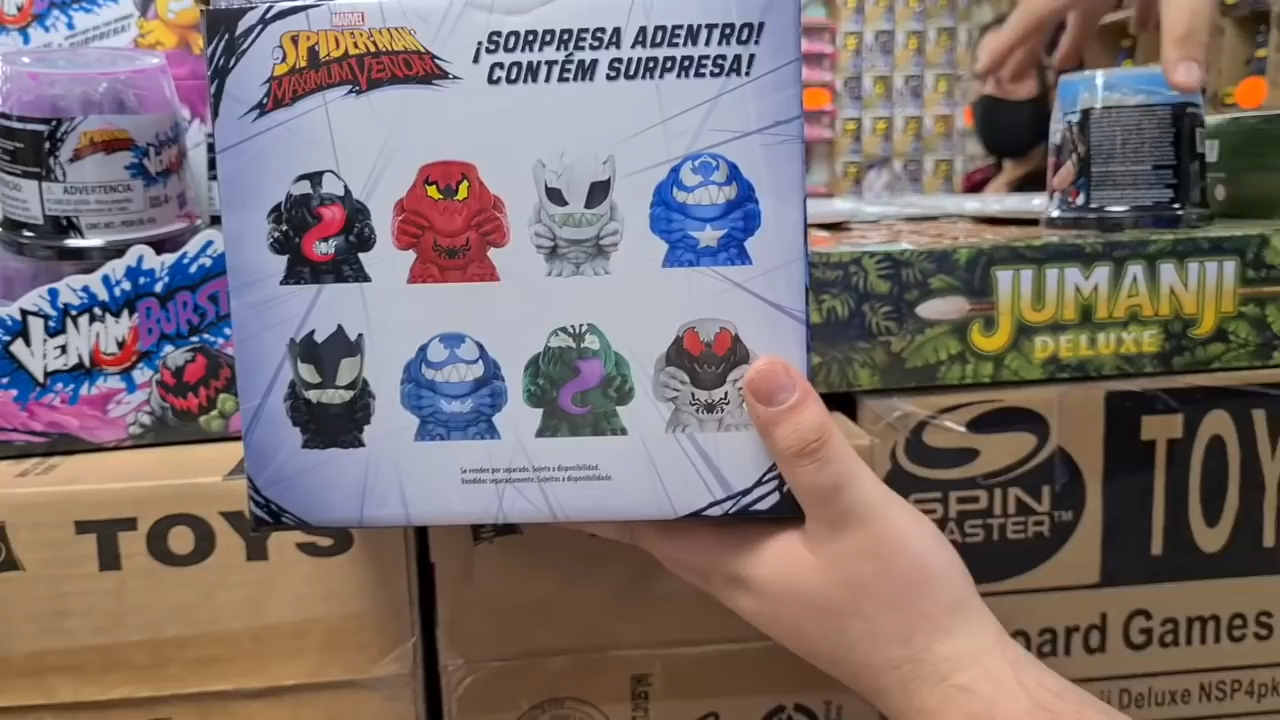 MARVEL
SPIDER-MAN
MAXIMUM VENOM
¡SORPRESA ADENTRO!
CONTÉM SURPRESA!
Se venden por separado. Sujeto a disponibilidad.
Vendidos separadamente. Sujeitos à disponibilidade.
ADVERTENCIA:
VENOM BURST
JUMANJI
DELUXE
TOYS
SPIN
MASTER™
TOY
oard Games
i Deluxe NSP4pk